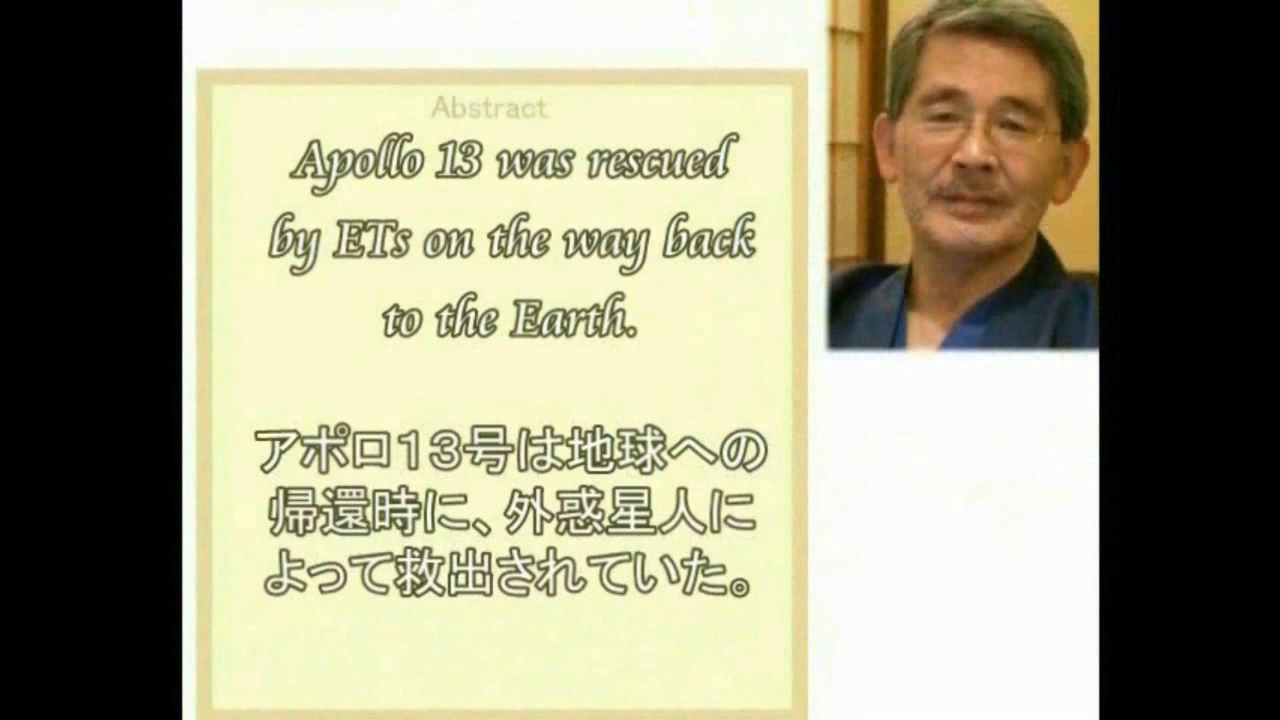 Abstract
Apollo 13 was rescued
by ETs on the way back
to the Earth.
アポロ１３号は地球への
帰還時に、外惑星人に
よって救出されていた。